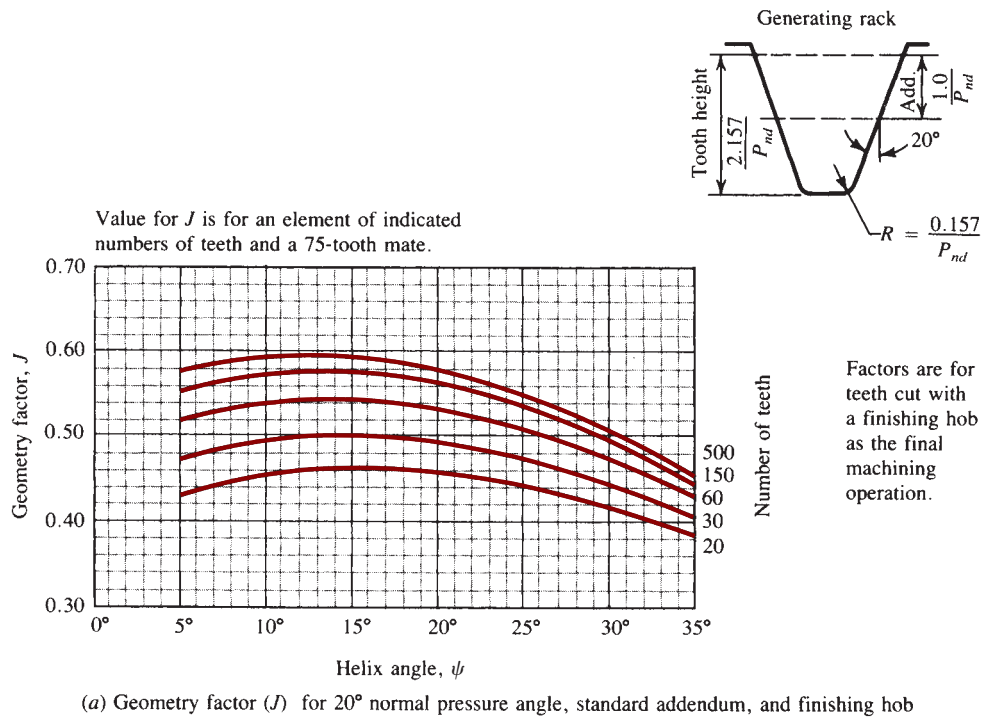 Generating rack
Tooth height
2.157
P_nd
Add.
1.0
P_nd
20°
R = 0.157
P_nd
Value for J is for an element of indicated
numbers of teeth and a 75-tooth mate.
0.70
0.60
0.50
0.40
0.30
Geometry factor, J
0°
5°
10°
15°
20°
25°
30°
35°
Helix angle, ψ
500
150
60
30
20
Number of teeth
Factors are for
teeth cut with
a finishing hob
as the final
machining
operation.
(a) Geometry factor (J) for 20° normal pressure angle, standard addendum, and finishing hob